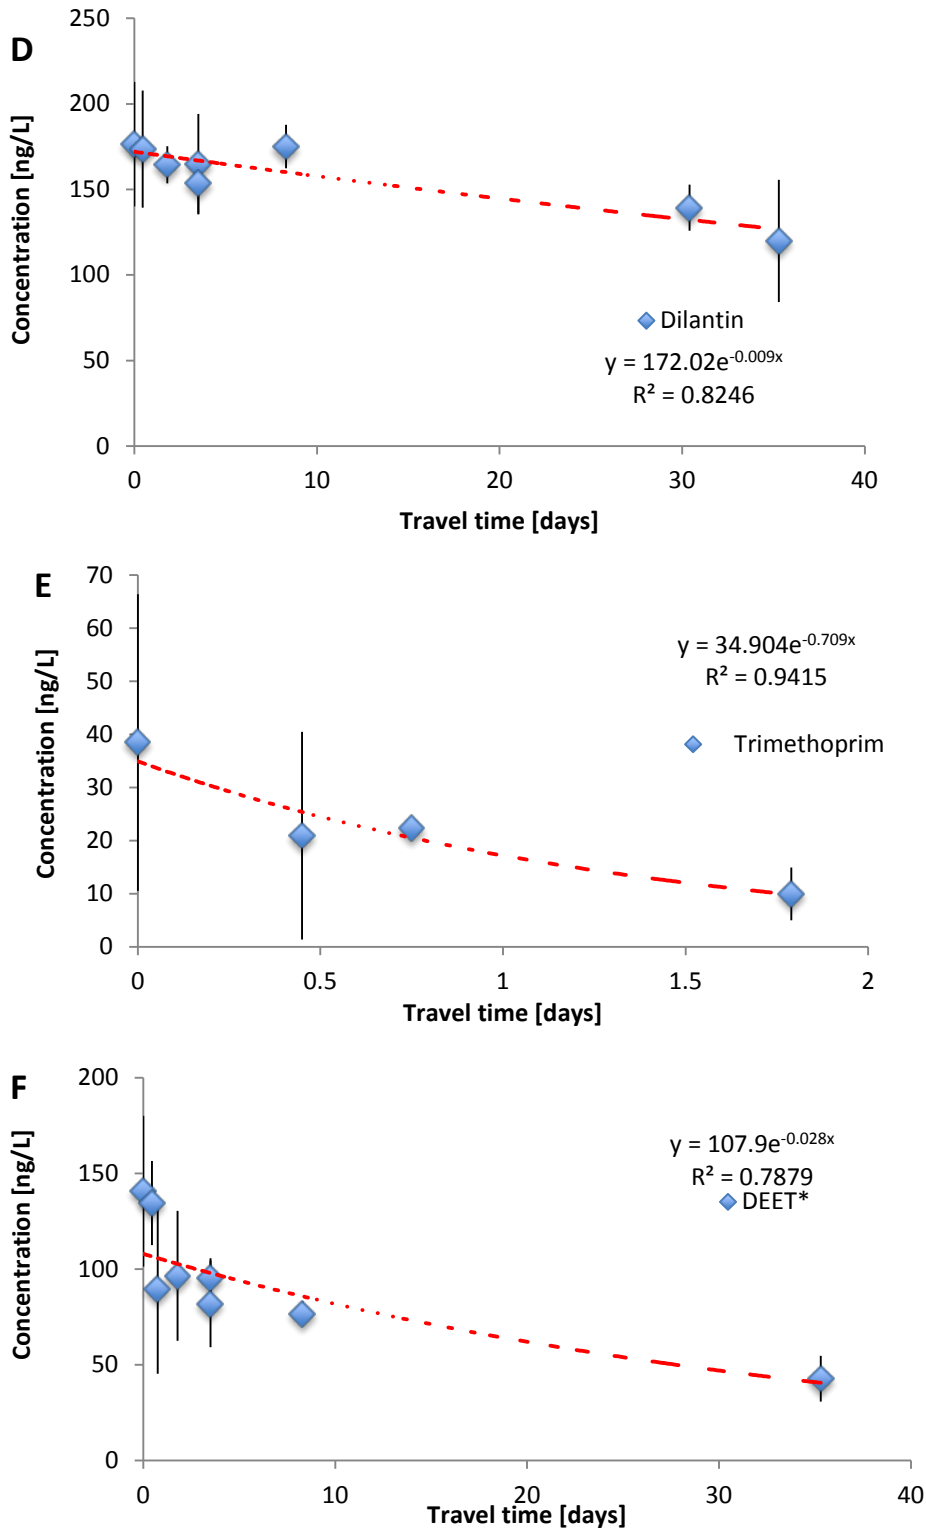 D
Concentration [ng/L]
250
200
150
100
50
0
0 10 20 30 40
Travel time [days]
Dilantin
y = 172.02e^-0.009x
R² = 0.8246
E
Concentration [ng/L]
70
60
50
40
30
20
10
0
0 0.5 1 1.5 2
Travel time [days]
y = 34.904e^-0.709x
R² = 0.9415
Trimethoprim
F
Concentration [ng/L]
200
150
100
50
0
0 10 20 30 40
Travel time [days]
y = 107.9e^-0.028x
R² = 0.7879
DEET*